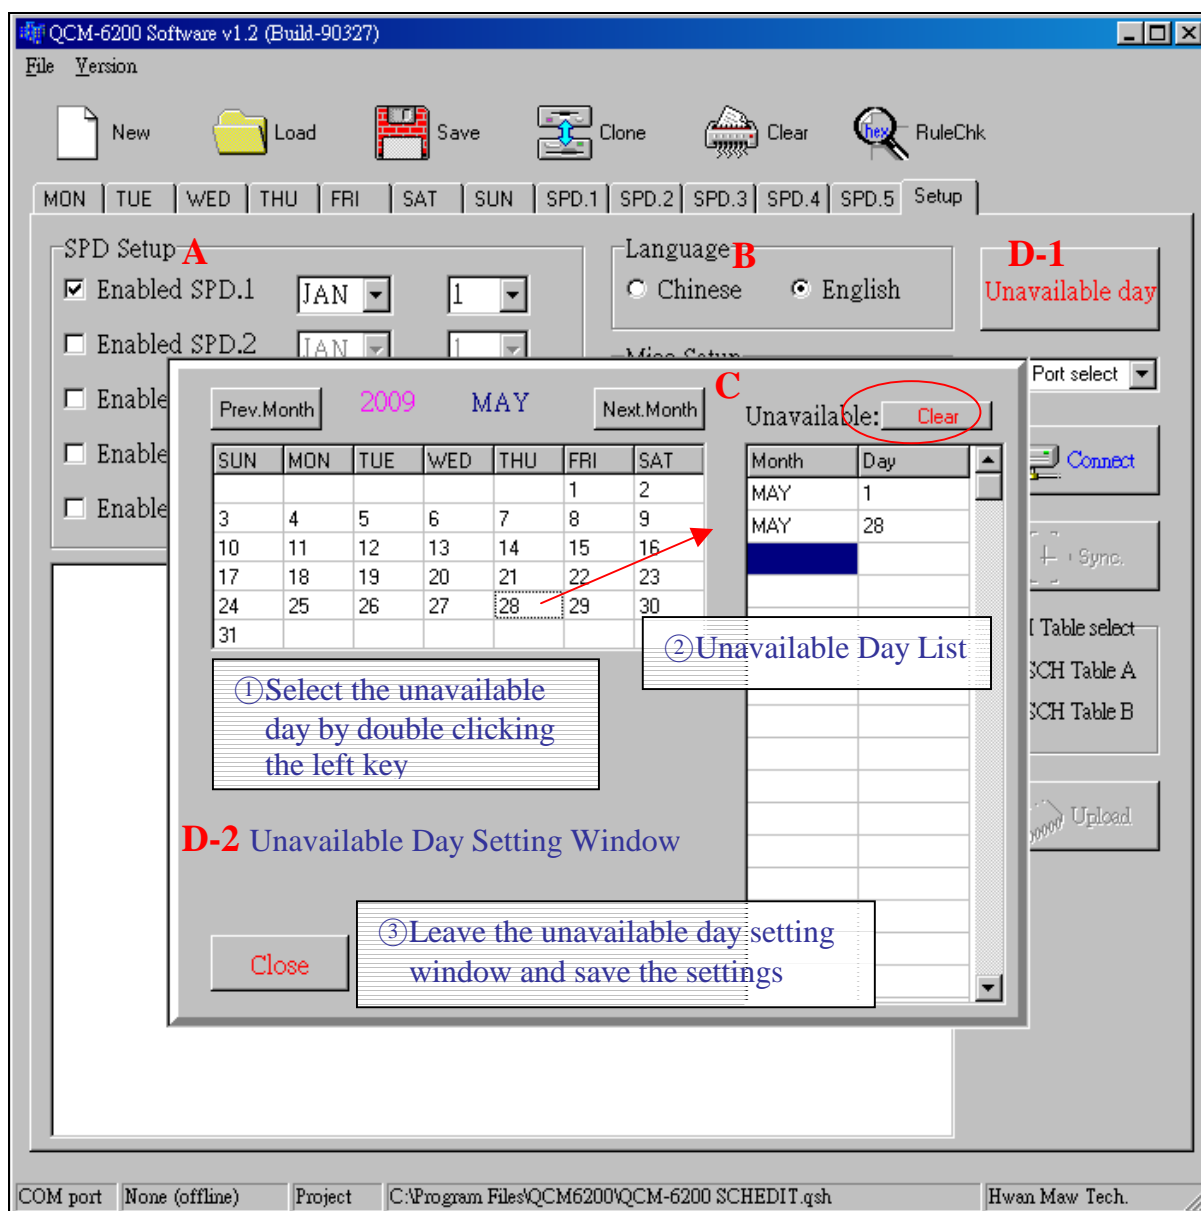 QCM-6200 Software v1.2 (Build-90327)
File Version
New Load Save Clone Clear hex RuleChk
MON TUE WED THU FRI SAT SUN SPD.1 SPD.2 SPD.3 SPD.4 SPD.5 Setup
SPD Setup A
Enabled SPD.1 JAN 1
Enabled SPD.2 JAN 1
Enable
Enable
Enable
Language B
Chinese English
Misc Setup
D-1
Unavailable day
Port select
Connect
Sync.
Table select
SCH Table A
SCH Table B
Upload
Prev.Month 2009 MAY Next.Month
C
Unavailable: Clear
SUN MON TUE WED THU FRI SAT
1 2
3 4 5 6 7 8 9
10 11 12 13 14 15 16
17 18 19 20 21 22 23
24 25 26 27 28 29 30
31
Month Day
MAY 1
MAY 28
①Select the unavailable
day by double clicking
the left key
②Unavailable Day List
D-2 Unavailable Day Setting Window
③Leave the unavailable day setting
window and save the settings
Close
COM port None (offline) Project C:\Program Files\QCM6200\QCM-6200 SCHEDIT.qsh Hwan Maw Tech.